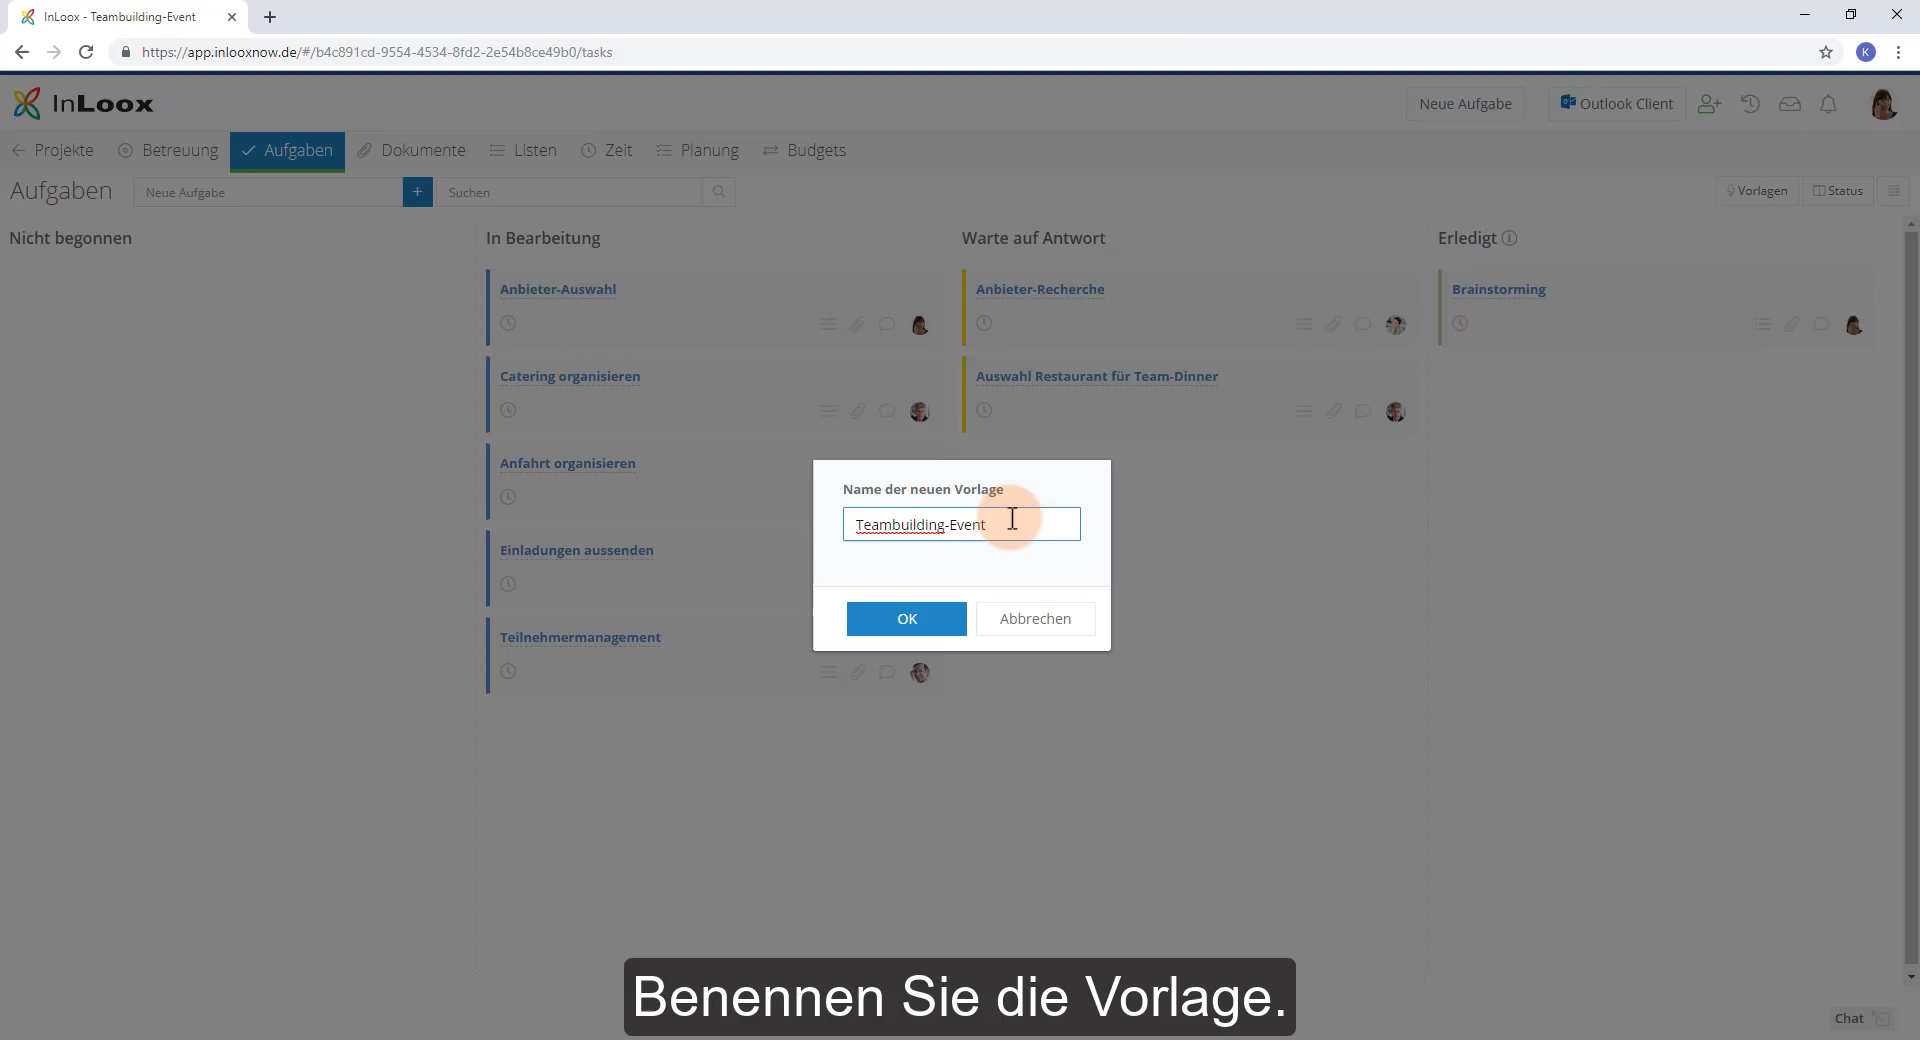 InLoox - Teambuilding-Event
https://app.inlooxnow.de/#/b4c891cd-9554-4534-8fd2-2e54b8ce49b0/tasks
K
InLoox
Neue Aufgabe
Outlook Client
Projekte
Betreuung
Aufgaben
Dokumente
Listen
Zeit
Planung
Budgets
Aufgaben
Neue Aufgabe
+
Suchen
Vorlagen
Status
Nicht begonnen
In Bearbeitung
Warte auf Antwort
Erledigt
Anbieter-Auswahl
Anbieter-Recherche
Brainstorming
Catering organisieren
Auswahl Restaurant für Team-Dinner
Anfahrt organisieren
Einladungen aussenden
Teilnehmermanagement
Name der neuen Vorlage
Teambuilding-Event
OK
Abbrechen
Benennen Sie die Vorlage.
Chat